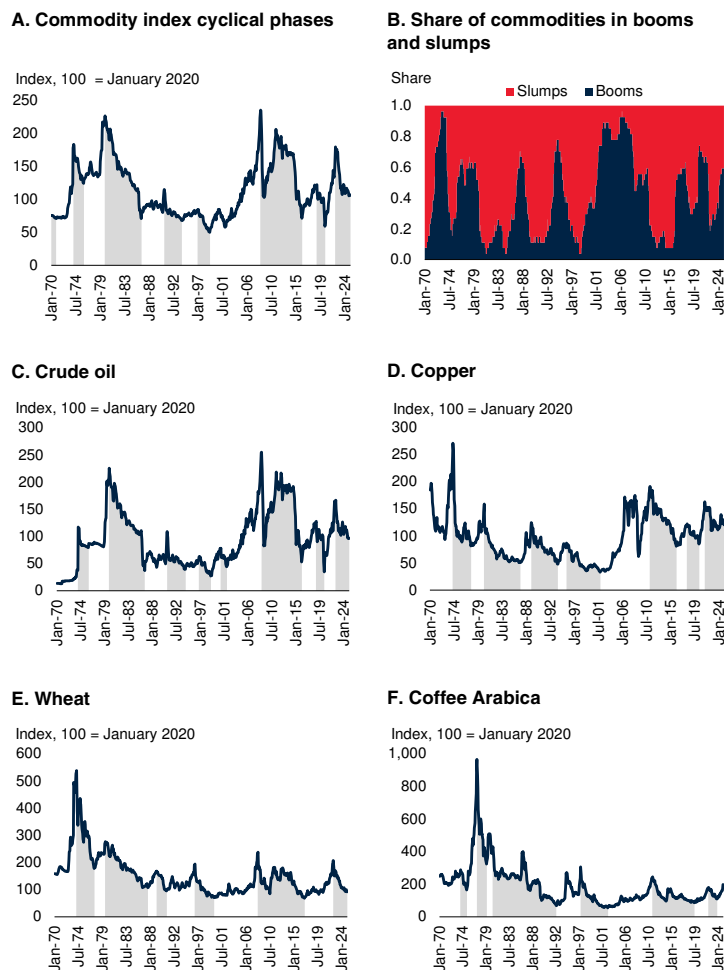 A. Commodity index cyclical phases
Index, 100 = January 2020
250
200
150
100
50
0
Jan-70
Jul-74
Jan-79
Jul-83
Jan-88
Jul-92
Jan-97
Jul-01
Jan-06
Jul-10
Jan-15
Jul-19
Jan-24
B. Share of commodities in booms
and slumps
Share
Slumps Booms
1.0
0.8
0.6
0.4
0.2
0.0
Jan-70
Jul-74
Jan-79
Jul-83
Jan-88
Jul-92
Jan-97
Jul-01
Jan-06
Jul-10
Jan-15
Jul-19
Jan-24
C. Crude oil
Index, 100 = January 2020
300
250
200
150
100
50
0
Jan-70
Jul-74
Jan-79
Jul-83
Jan-88
Jul-92
Jan-97
Jul-01
Jan-06
Jul-10
Jan-15
Jul-19
Jan-24
D. Copper
Index, 100 = January 2020
300
250
200
150
100
50
0
Jan-70
Jul-74
Jan-79
Jul-83
Jan-88
Jul-92
Jan-97
Jul-01
Jan-06
Jul-10
Jan-15
Jul-19
Jan-24
E. Wheat
Index, 100 = January 2020
600
500
400
300
200
100
0
Jan-70
Jul-74
Jan-79
Jul-83
Jan-88
Jul-92
Jan-97
Jul-01
Jan-06
Jul-10
Jan-15
Jul-19
Jan-24
F. Coffee Arabica
Index, 100 = January 2020
1,000
800
600
400
200
0
Jan-70
Jul-74
Jan-79
Jul-83
Jan-88
Jul-92
Jan-97
Jul-01
Jan-06
Jul-10
Jan-15
Jul-19
Jan-24